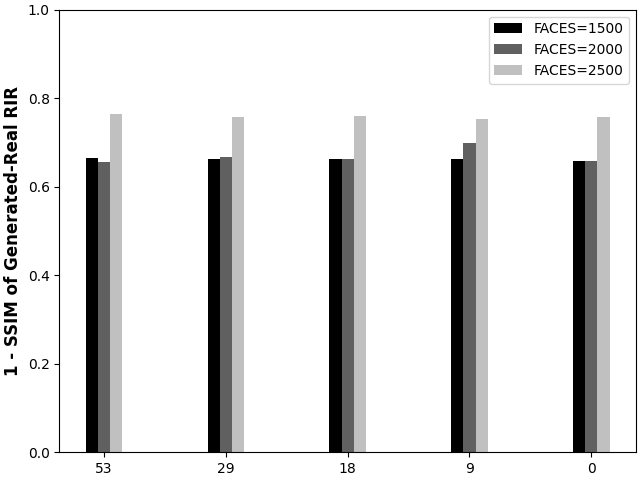 1.0
0.8
0.6
0.4
0.2
0.0
1 - SSIM of Generated-Real RIR
FACES=1500
FACES=2000
FACES=2500
53 29 18 9 0